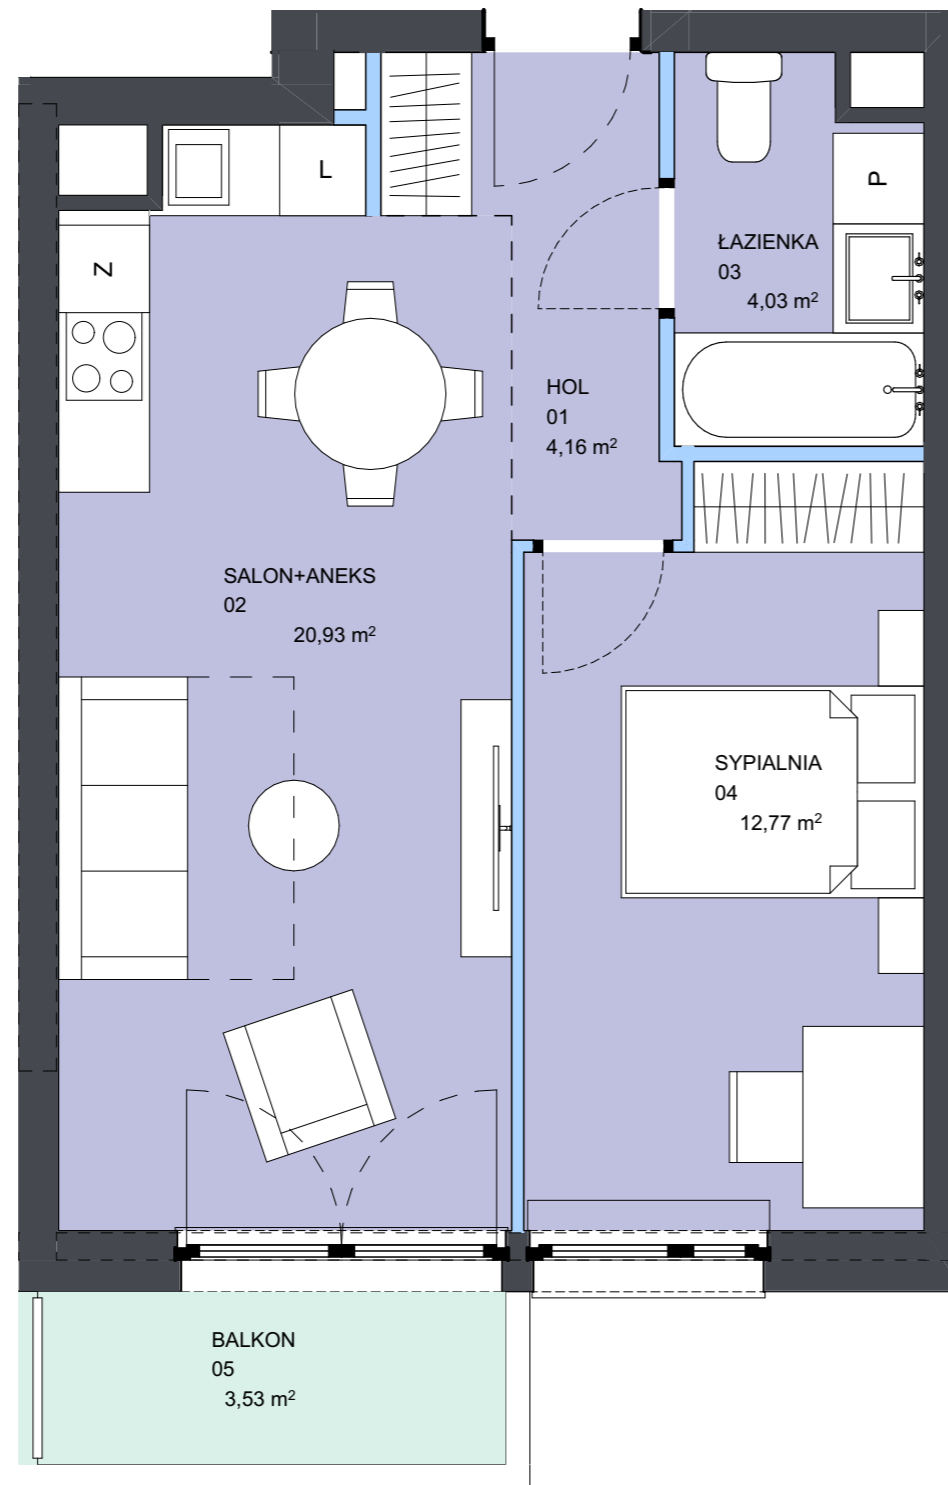 L
P
ŁAZIENKA
03
4,03 m²
Z
HOL
01
4,16 m²
SALON+ANEKS
02
20,93 m²
SYPIALNIA
04
12,77 m²
BALKON
05
3,53 m²